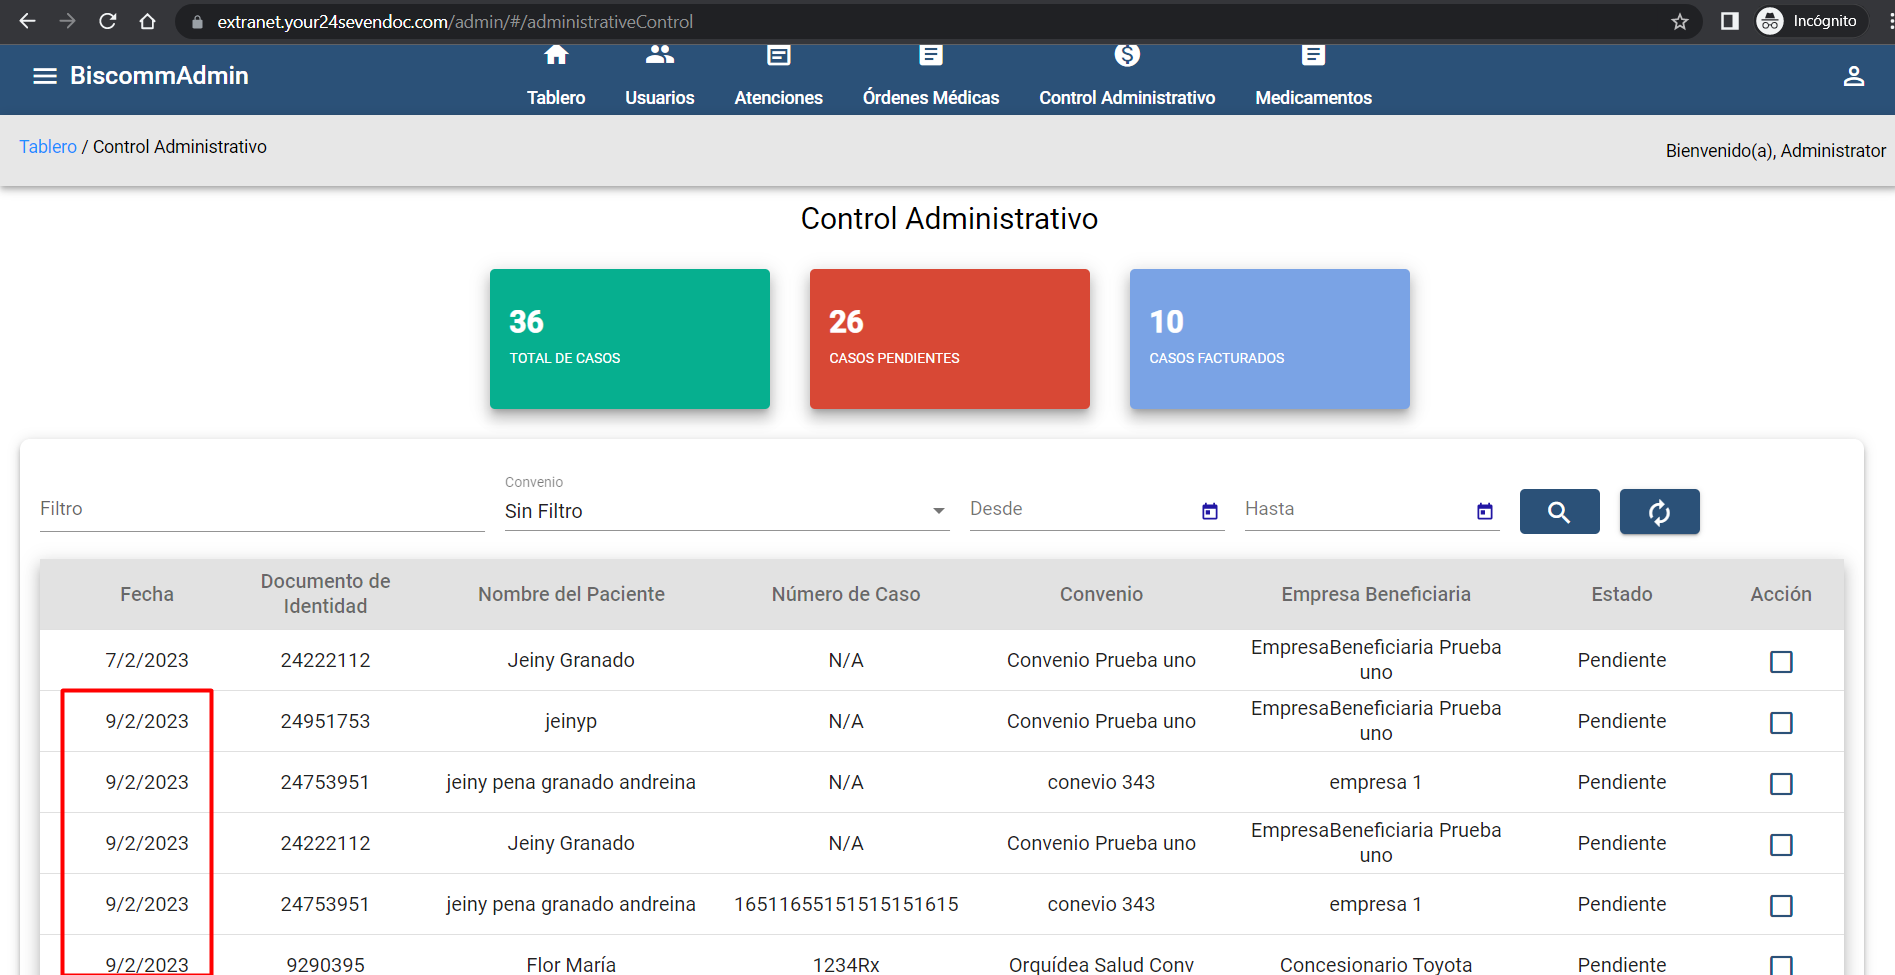 extranet.your24sevendoc.com/admin/#/administrativeControl
Incógnito
BiscommAdmin
Tablero
Usuarios
Atenciones
Órdenes Médicas
Control Administrativo
Medicamentos
Tablero / Control Administrativo
Bienvenido(a), Administrator
Control Administrativo
36
TOTAL DE CASOS
26
CASOS PENDIENTES
10
CASOS FACTURADOS
Filtro
Convenio
Sin Filtro
Desde
Hasta
Fecha
Documento de
Identidad
Nombre del Paciente
Número de Caso
Convenio
Empresa Beneficiaria
Estado
Acción
7/2/2023
24222112
Jeiny Granado
N/A
Convenio Prueba uno
EmpresaBeneficiaria Prueba
uno
Pendiente
9/2/2023
24951753
jeinyp
N/A
Convenio Prueba uno
EmpresaBeneficiaria Prueba
uno
Pendiente
9/2/2023
24753951
jeiny pena granado andreina
N/A
conevio 343
empresa 1
Pendiente
9/2/2023
24222112
Jeiny Granado
N/A
Convenio Prueba uno
EmpresaBeneficiaria Prueba
uno
Pendiente
9/2/2023
24753951
jeiny pena granado andreina
16511655151515151615
conevio 343
empresa 1
Pendiente
9/2/2023
9290395
Flor María
1234Rx
Orquídea Salud Conv
Concesionario Toyota
Pendiente